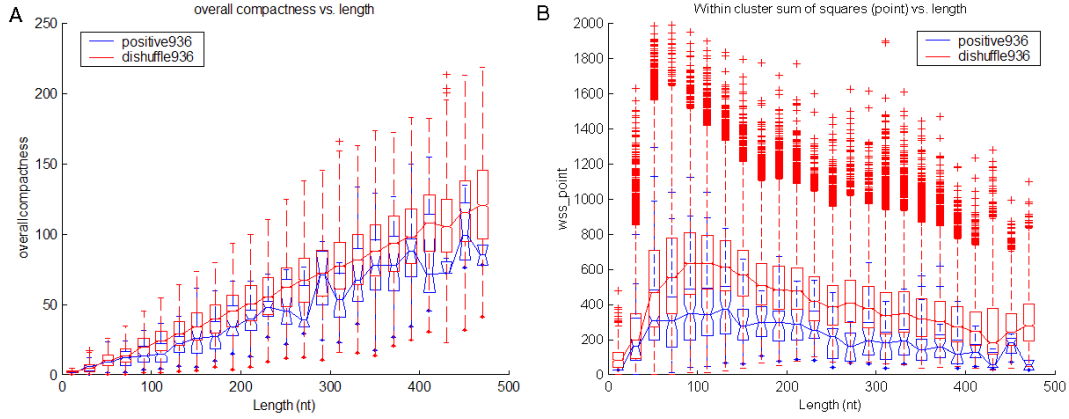 A
overall compactness vs. length
250
200
150
100
50
0
overallcompactness
positive936
dishuffle936
0
100
200
300
400
500
Length (nt)
B
Within cluster sum of squares (point) vs. length
2000
1800
1600
1400
1200
1000
800
600
400
200
0
wss_point
positive936
dishuffle936
0
100
200
300
400
500
Length (nt)